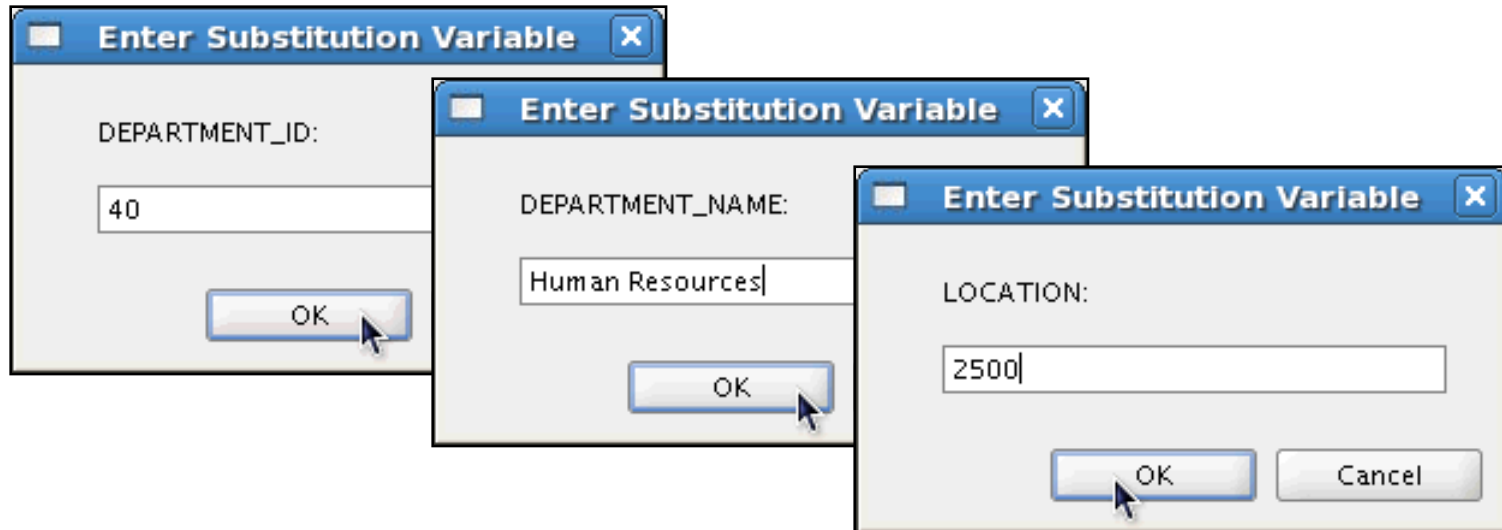 Enter Substitution Variable
DEPARTMENT_ID:
40
OK
Enter Substitution Variable
DEPARTMENT_NAME:
Human Resources
OK
Enter Substitution Variable
LOCATION:
2500
OK Cancel